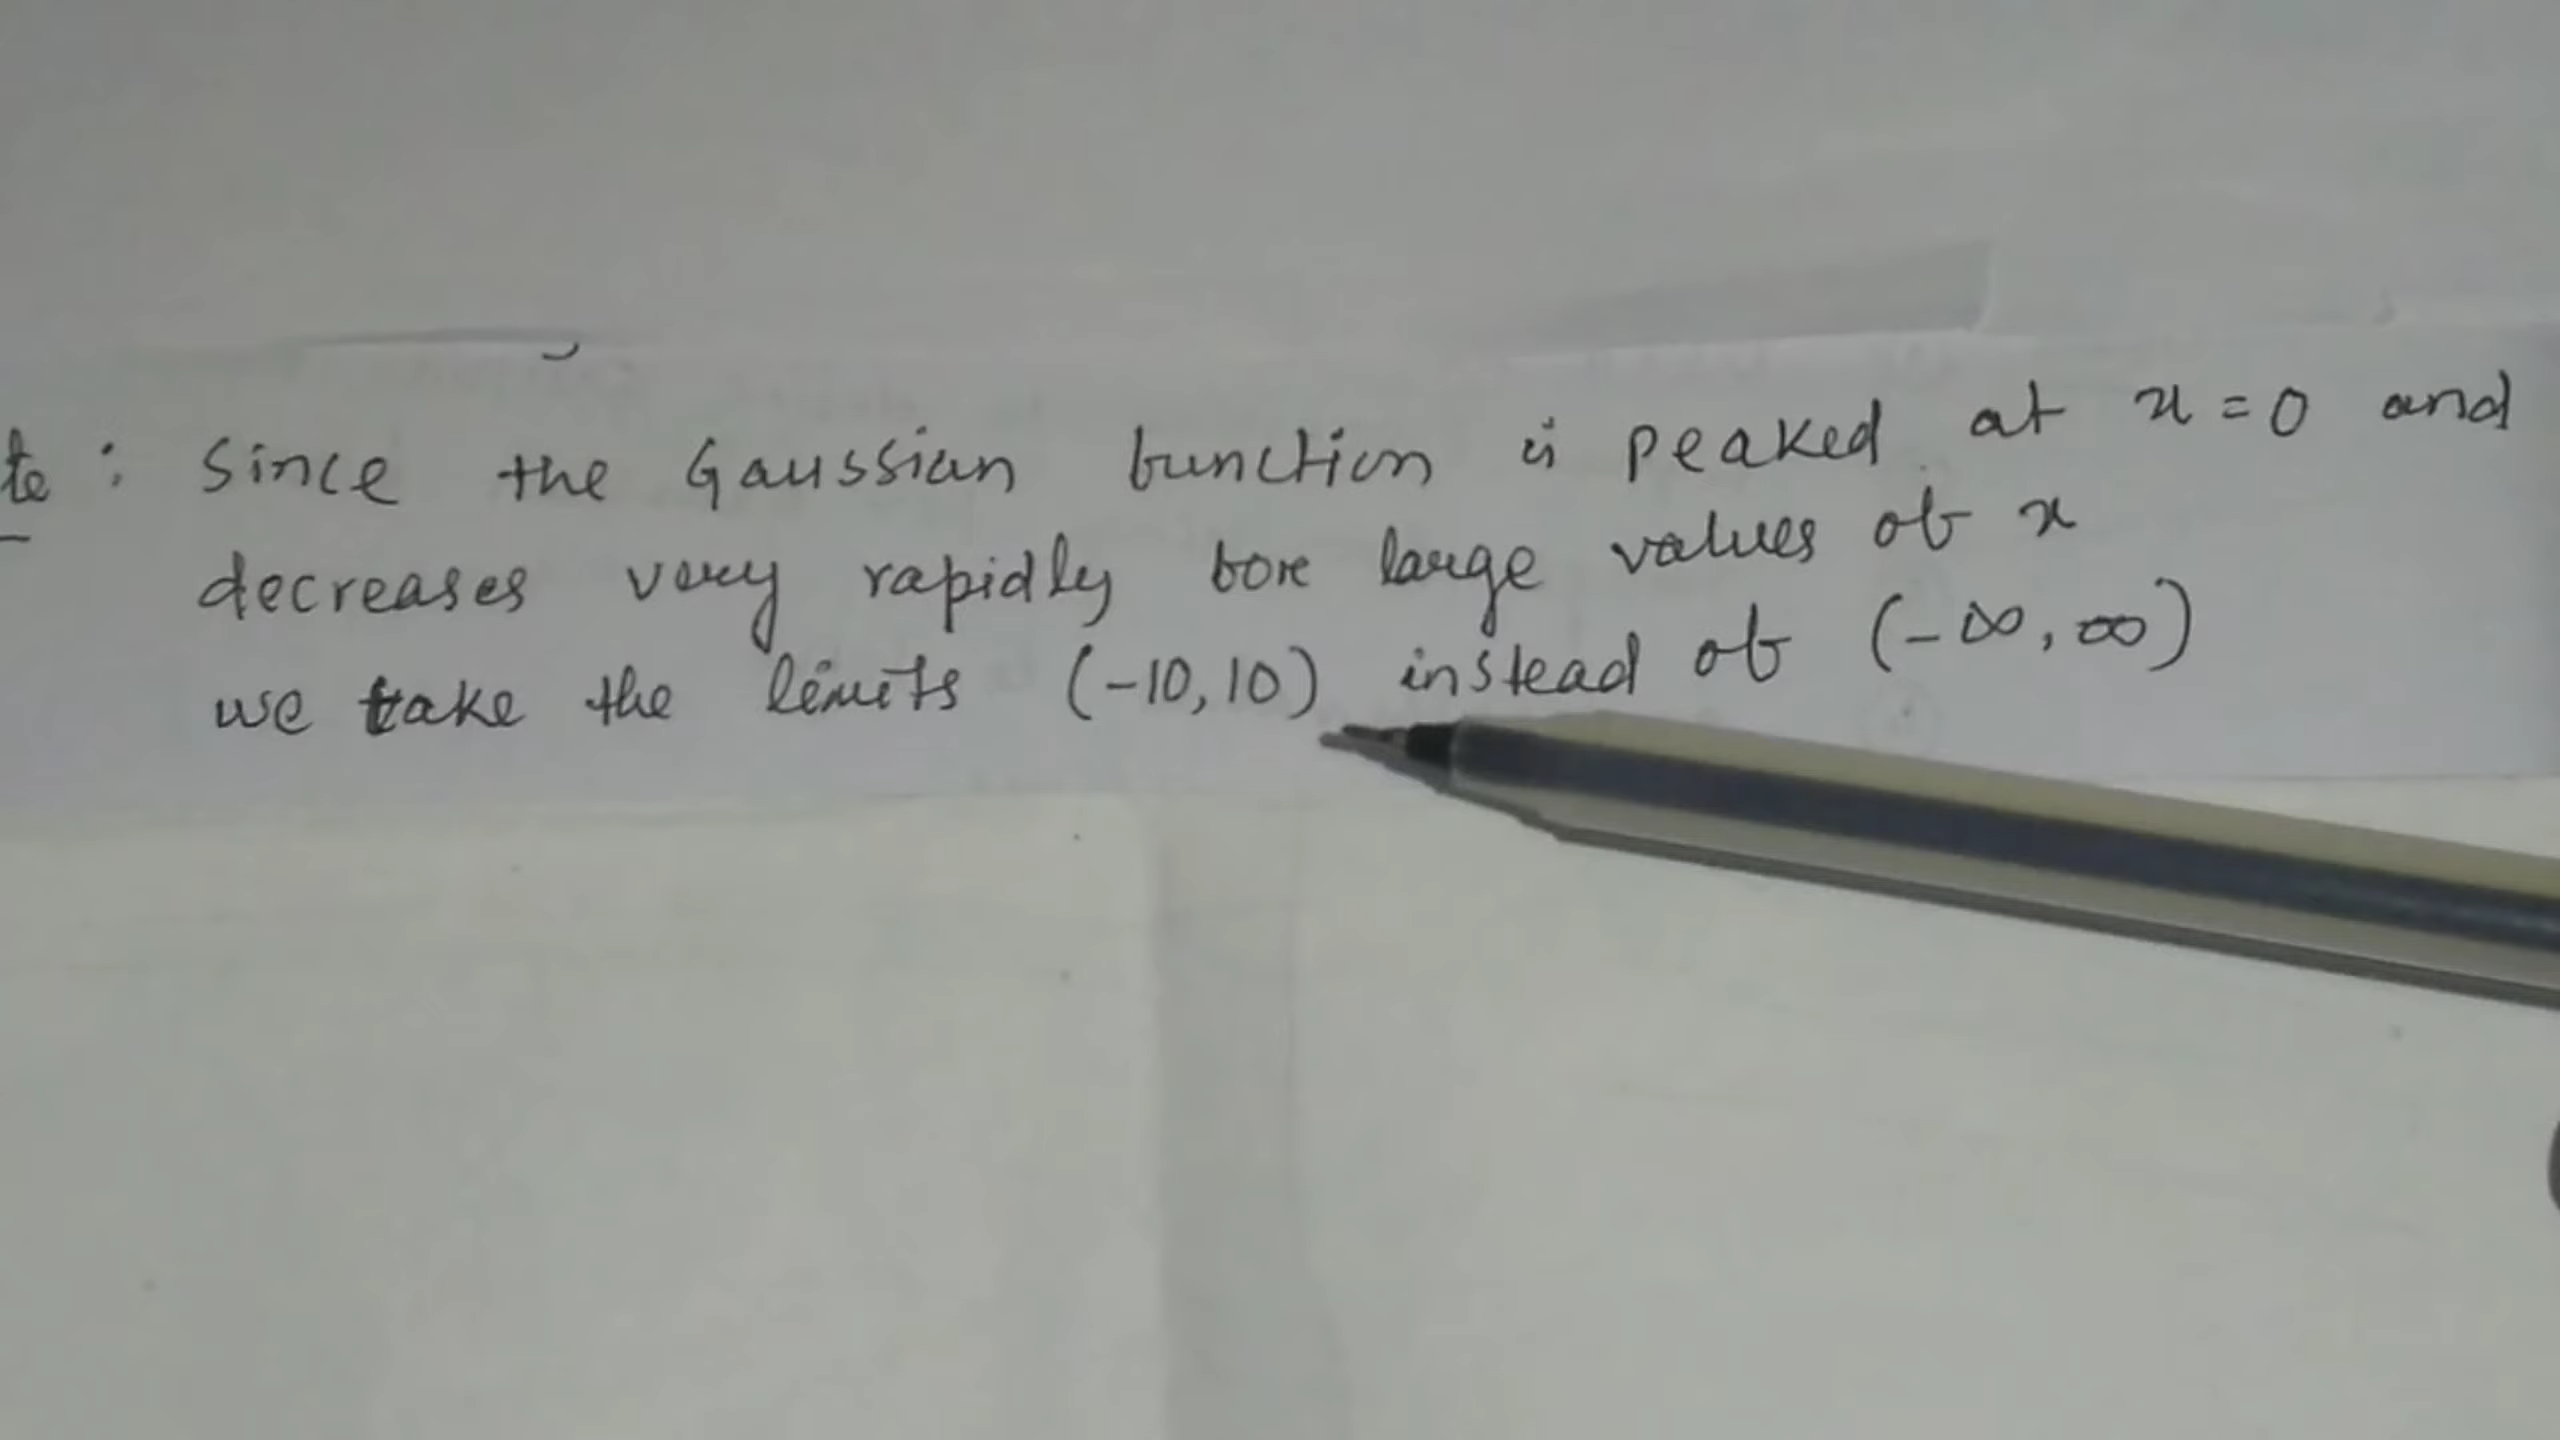 te : Since the Gaussian function is peaked at x = 0 and
decreases very rapidly for large values of x
we take the limits (-10, 10) instead of (-∞, ∞)